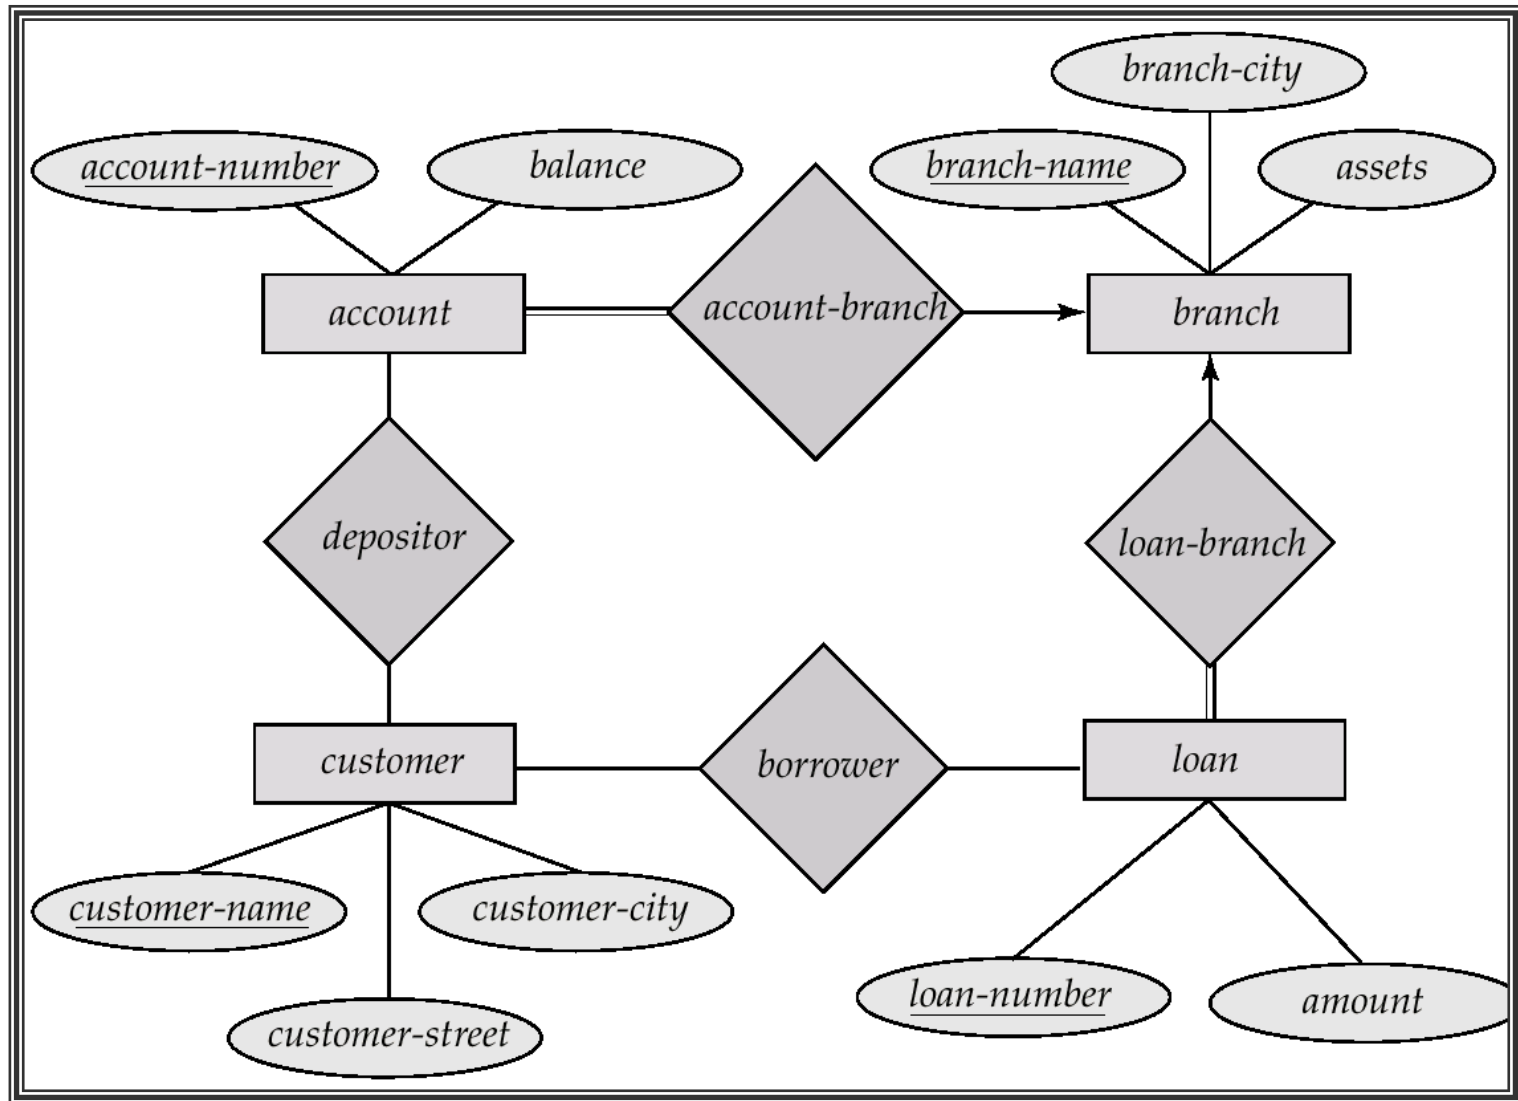 branch-city
account-number
balance
branch-name
assets
account
account-branch
branch
depositor
loan-branch
customer
borrower
loan
customer-name
customer-city
loan-number
amount
customer-street